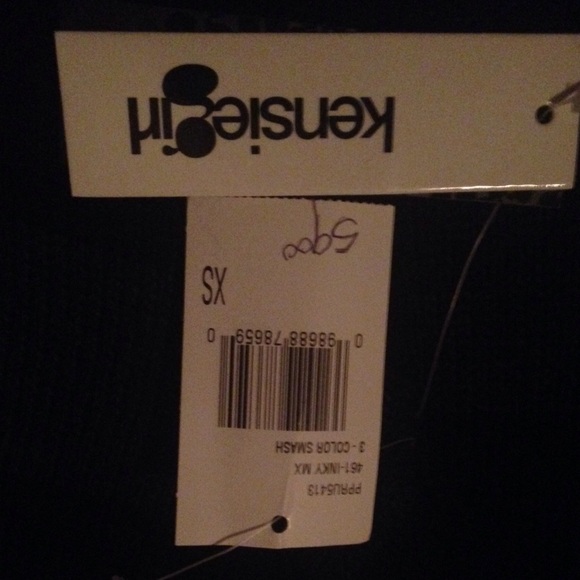 PPRU5413
461-INKY MX
3 - COLOR SMASH
0 98688 78659 0
XS
5900
kensiegirl